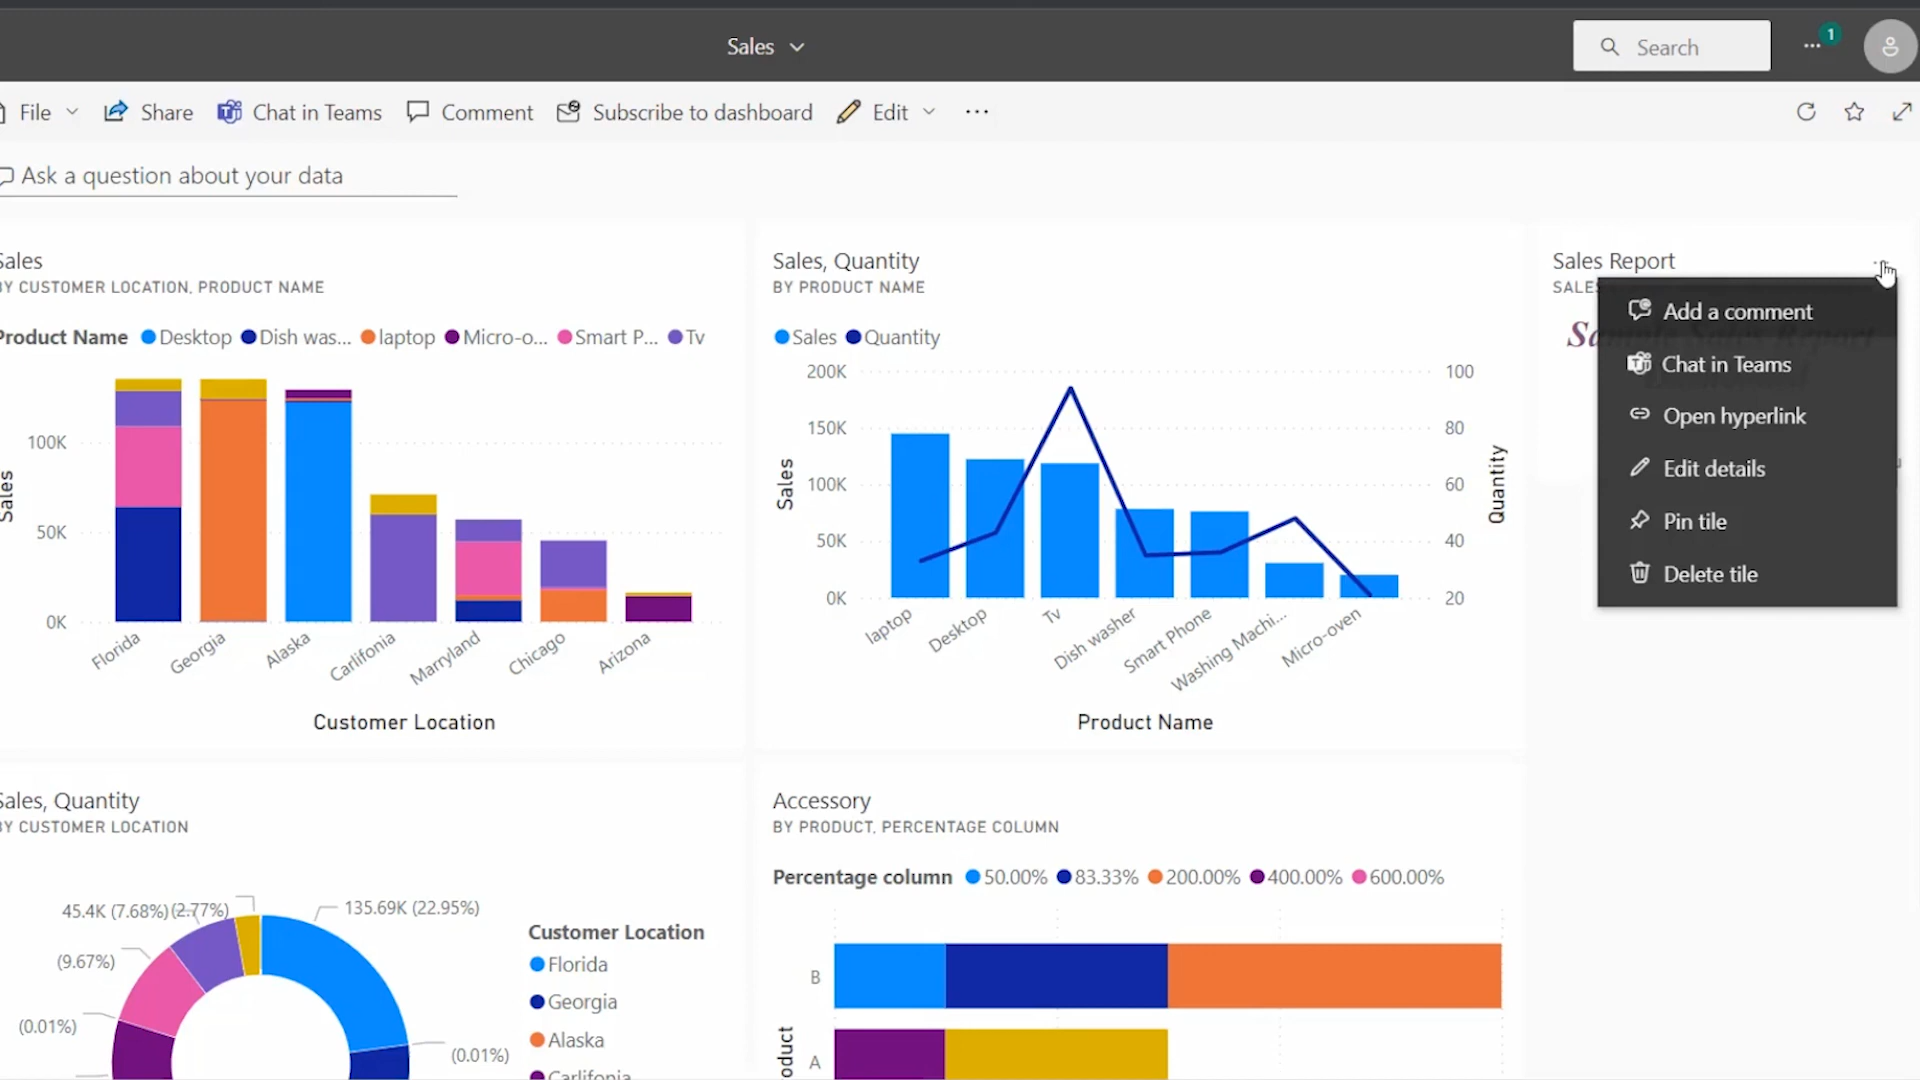 Sales
Search
1
File
Share
Chat in Teams
Comment
Subscribe to dashboard
Edit
Ask a question about your data
Sales
BY CUSTOMER LOCATION, PRODUCT NAME
Product Name Desktop Dish was... laptop Micro-o... Smart P... Tv
100K
50K
0K
Sales
Florida
Georgia
Alaska
Carlifonia
Marryland
Chicago
Arizona
Customer Location
Sales, Quantity
BY PRODUCT NAME
Sales Quantity
200K
150K
100K
50K
0K
Sales
100
80
60
40
20
Quantity
laptop
Desktop
Tv
Dish washer
Smart Phone
Washing Machi...
Micro-oven
Product Name
Sales Report
SALES
Sample Sales Report
Add a comment
Chat in Teams
Open hyperlink
Edit details
Pin tile
Delete tile
Sales, Quantity
BY CUSTOMER LOCATION
45.4K (7.68%)
(2.77%)
135.69K (22.95%)
(9.67%)
(0.01%)
(0.01%)
Customer Location
Florida
Georgia
Alaska
Carlifonia
Accessory
BY PRODUCT, PERCENTAGE COLUMN
Percentage column 50.00% 83.33% 200.00% 400.00% 600.00%
B
A
oduct